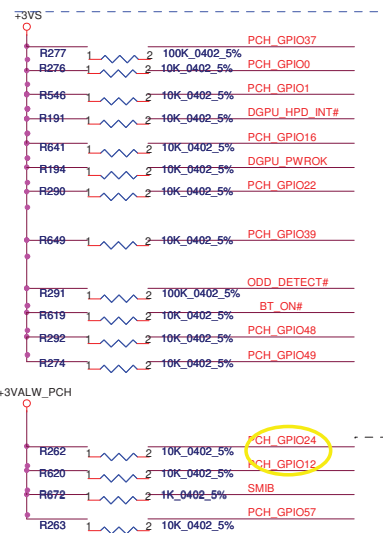 +3VS
PCH_GPIO37
R277 1 2 100K_0402_5%
PCH_GPIO0
R276 1 2 10K_0402_5%
PCH_GPIO1
R546 1 2 10K_0402_5%
DGPU_HPD_INT#
R191 1 2 10K_0402_5%
PCH_GPIO16
R641 1 2 10K_0402_5%
DGPU_PWROK
R194 1 2 10K_0402_5%
PCH_GPIO22
R290 1 2 10K_0402_5%
PCH_GPIO39
R649 1 2 10K_0402_5%
ODD_DETECT#
R291 1 2 100K_0402_5%
BT_ON#
R619 1 2 10K_0402_5%
PCH_GPIO48
R292 1 2 10K_0402_5%
PCH_GPIO49
R274 1 2 10K_0402_5%
+3VALW_PCH
PCH_GPIO24
R262 1 2 10K_0402_5%
PCH_GPIO12
R620 1 2 10K_0402_5%
SMIB
R672 1 2 1K_0402_5%
PCH_GPIO57
R263 1 2 10K_0402_5%